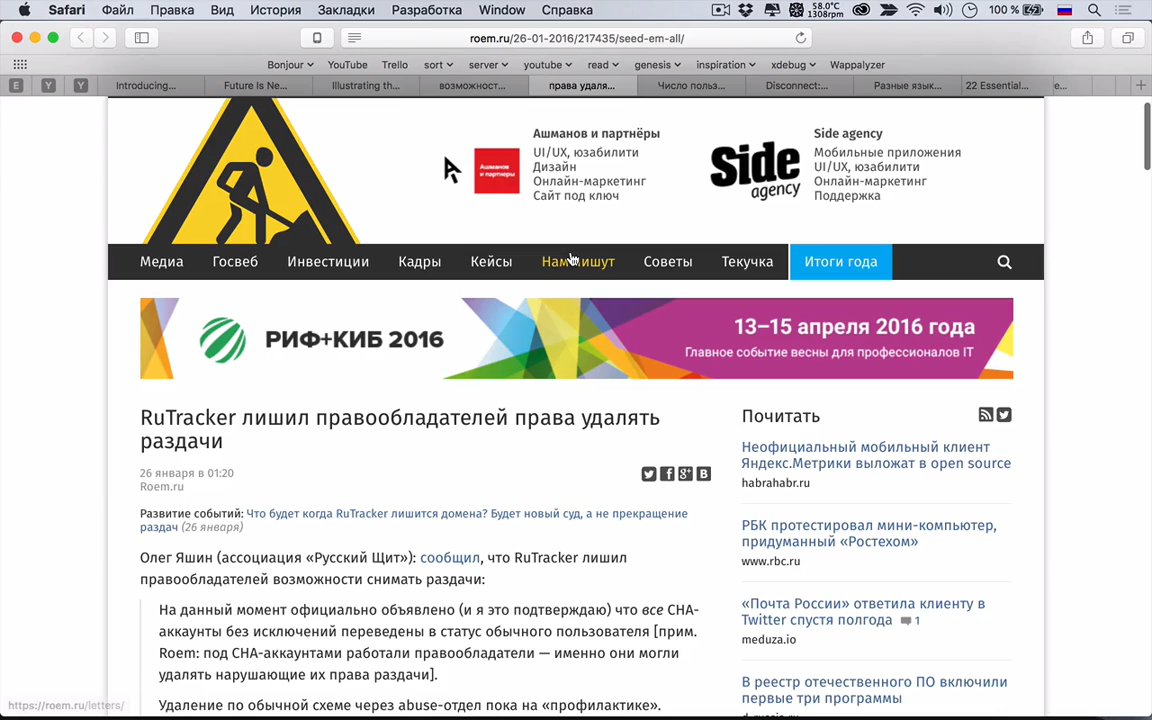 Safari Файл Правка Вид История Закладки Разработка Window Справка 58.0°C 1308rpm 100 %
roem.ru/26-01-2016/217435/seed-em-all/
Bonjour YouTube Trello sort server youtube read genesis inspiration xdebug Wappalyzer
E Y Y Introducing... Future Is Ne... Illustrating th... возможност... права удаля... Число польз... Disconnect:... Разные язык... 22 Essential... e...
Ашманов и партнёры
UI/UX, юзабилити
Дизайн
Онлайн-маркетинг
Сайт под ключ
Ашманов и партнеры
Side agency
Side agency
Мобильные приложения
UI/UX, юзабилити
Онлайн-маркетинг
Поддержка
Медиа Госвеб Инвестиции Кадры Кейсы Нам пишут Советы Текучка Итоги года
РИФ+КИБ 2016
13–15 апреля 2016 года
Главное событие весны для профессионалов IT
RuTracker лишил правообладателей права удалять
раздачи
26 января в 01:20
Roem.ru
Развитие событий: Что будет когда RuTracker лишится домена? Будет новый суд, а не прекращение
раздач (26 января)
Олег Яшин (ассоциация «Русский Щит»): сообщил, что RuTracker лишил
правообладателей возможности снимать раздачи:
На данный момент официально объявлено (и я это подтверждаю) что все CHA-
аккаунты без исключений переведены в статус обычного пользователя [прим.
Roem: под CHA-аккаунтами работали правообладатели — именно они могли
удалять нарушающие их права раздачи].
Удаление по обычной схеме через abuse-отдел пока на «профилактике».
Почитать
Неофициальный мобильный клиент
Яндекс.Метрики выложат в open source
habrahabr.ru
РБК протестировал мини-компьютер,
придуманный «Ростехом»
www.rbc.ru
«Почта России» ответила клиенту в
Twitter спустя полгода 1
meduza.io
В реестр отечественного ПО включили
первые три программы
https://roem.ru/letters/